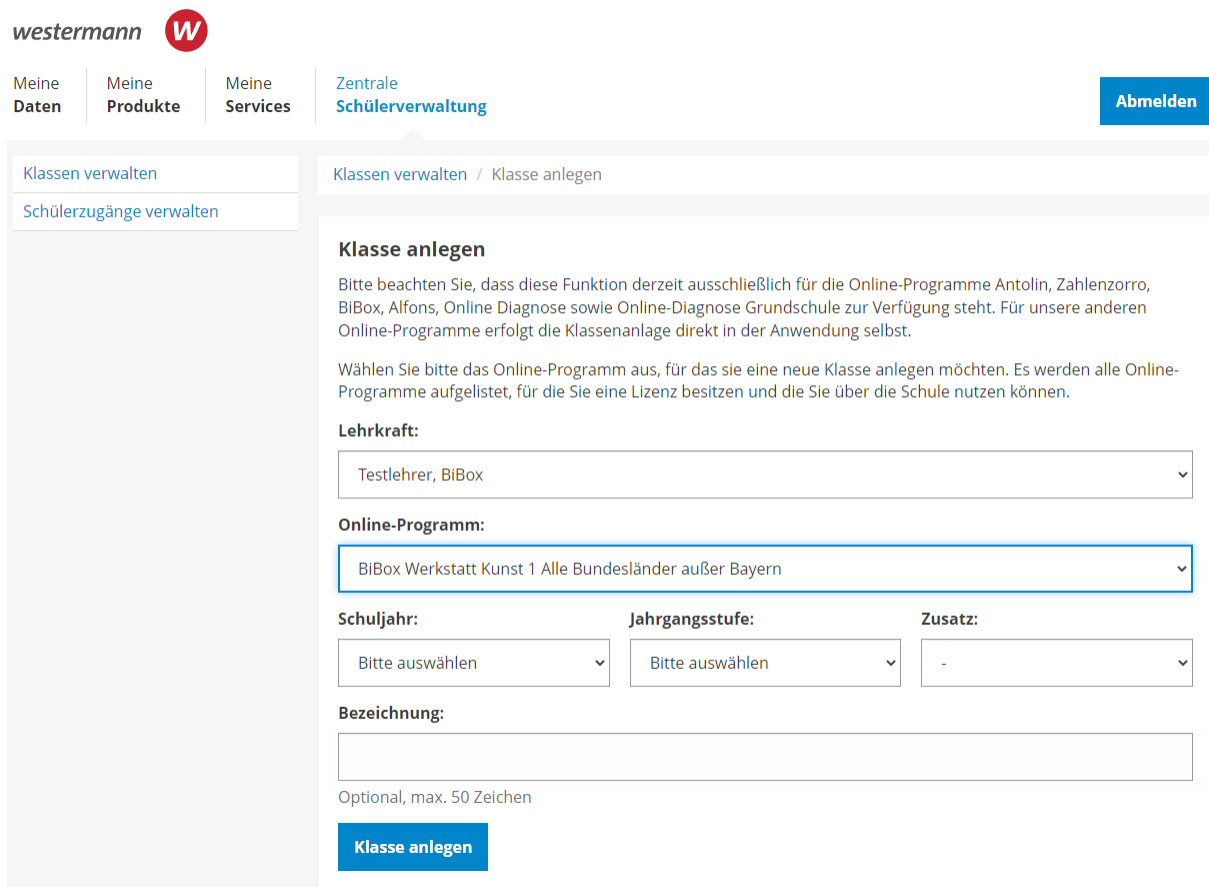 westermann W
Meine
Daten
Meine
Produkte
Meine
Services
Zentrale
Schülerverwaltung
Abmelden
Klassen verwalten
Schülerzugänge verwalten
Klassen verwalten / Klasse anlegen
Klasse anlegen
Bitte beachten Sie, dass diese Funktion derzeit ausschließlich für die Online-Programme Antolin, Zahlenzorro,
BiBox, Alfons, Online Diagnose sowie Online-Diagnose Grundschule zur Verfügung steht. Für unsere anderen
Online-Programme erfolgt die Klassenanlage direkt in der Anwendung selbst.
Wählen Sie bitte das Online-Programm aus, für das sie eine neue Klasse anlegen möchten. Es werden alle Online-
Programme aufgelistet, für die Sie eine Lizenz besitzen und die Sie über die Schule nutzen können.
Lehrkraft:
Testlehrer, BiBox
Online-Programm:
BiBox Werkstatt Kunst 1 Alle Bundesländer außer Bayern
Schuljahr: Jahrgangsstufe: Zusatz:
Bitte auswählen Bitte auswählen -
Bezeichnung:
Optional, max. 50 Zeichen
Klasse anlegen